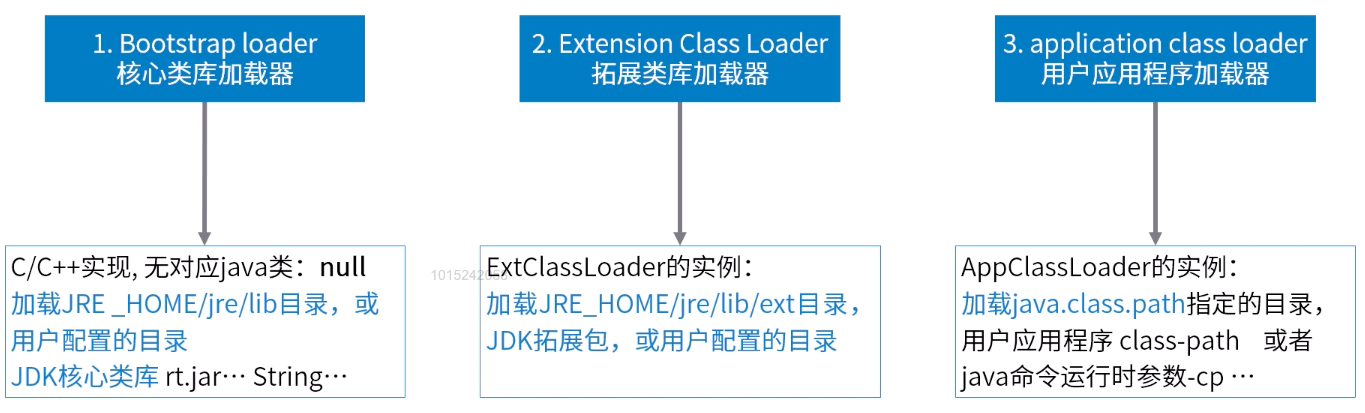 1. Bootstrap loader
核心类库加载器
2. Extension Class Loader
拓展类库加载器
3. application class loader
用户应用程序加载器
C/C++实现, 无对应java类：null
加载JRE _HOME/jre/lib目录，或
用户配置的目录
JDK核心类库 rt.jar… String…
ExtClassLoader的实例：
加载JRE_HOME/jre/lib/ext目录，
JDK拓展包，或用户配置的目录
AppClassLoader的实例：
加载java.class.path指定的目录，
用户应用程序 class-path 或者
java命令运行时参数-cp …